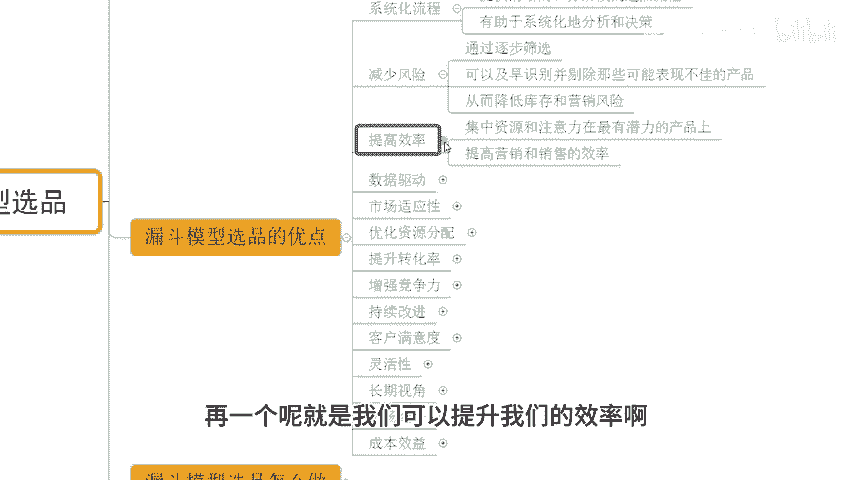 系统化流程
有助于系统化地分析和决策
通过逐步筛选
减少风险
可以及早识别并剔除那些可能表现不佳的产品
从而降低库存和营销风险
集中资源和注意力在最有潜力的产品上
提高效率
提高营销和销售的效率
数据驱动
型选品
市场适应性
漏斗模型选品的优点
优化资源分配
提升转化率
增强竞争力
持续改进
客户满意度
灵活性
长期视角
再一个呢就是我们可以提升我们的效率啊
成本效益
漏斗模型选品怎么做
bilibili